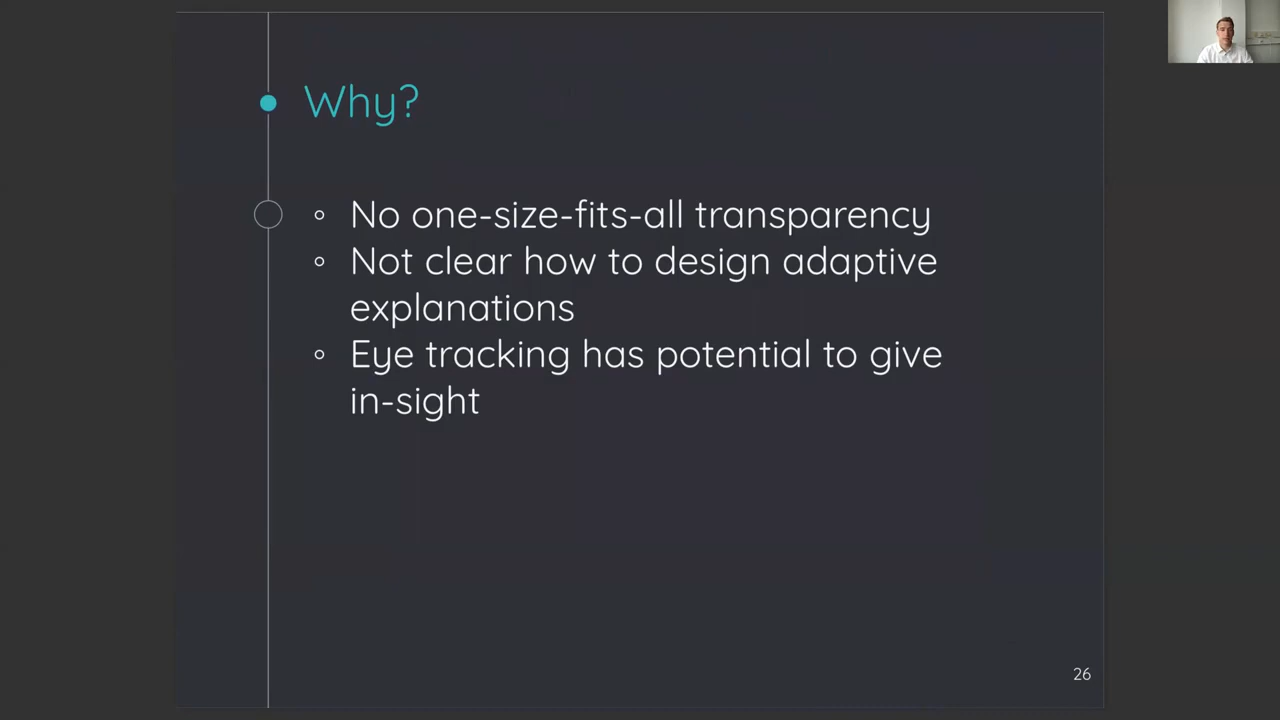 Why?
No one-size-fits-all transparency
Not clear how to design adaptive
explanations
Eye tracking has potential to give
in-sight
26